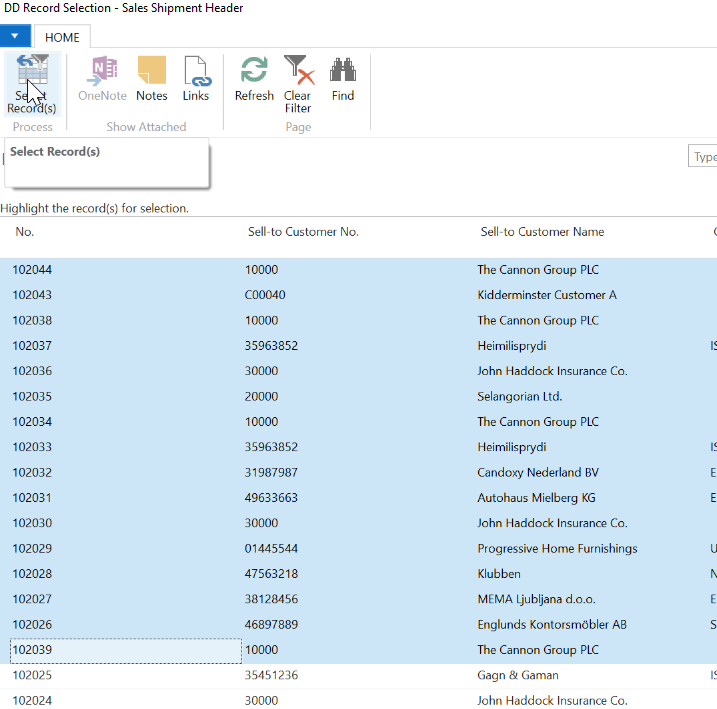 DD Record Selection - Sales Shipment Header
HOME
Select Record(s)
OneNote Notes Links
Refresh Clear Filter Find
Process Show Attached Page
Select Record(s)
Type
Highlight the record(s) for selection.
No. Sell-to Customer No. Sell-to Customer Name
102044 10000 The Cannon Group PLC
102043 C00040 Kidderminster Customer A
102038 10000 The Cannon Group PLC
102037 35963852 Heimilisprydi IS
102036 30000 John Haddock Insurance Co.
102035 20000 Selangorian Ltd.
102034 10000 The Cannon Group PLC
102033 35963852 Heimilisprydi IS
102032 31987987 Candoxy Nederland BV E
102031 49633663 Autohaus Mielberg KG E
102030 30000 John Haddock Insurance Co.
102029 01445544 Progressive Home Furnishings U
102028 47563218 Klubben N
102027 38128456 MEMA Ljubljana d.o.o. E
102026 46897889 Englunds Kontorsmöbler AB S
102039 10000 The Cannon Group PLC
102025 35451236 Gagn & Gaman IS
102024 30000 John Haddock Insurance Co.